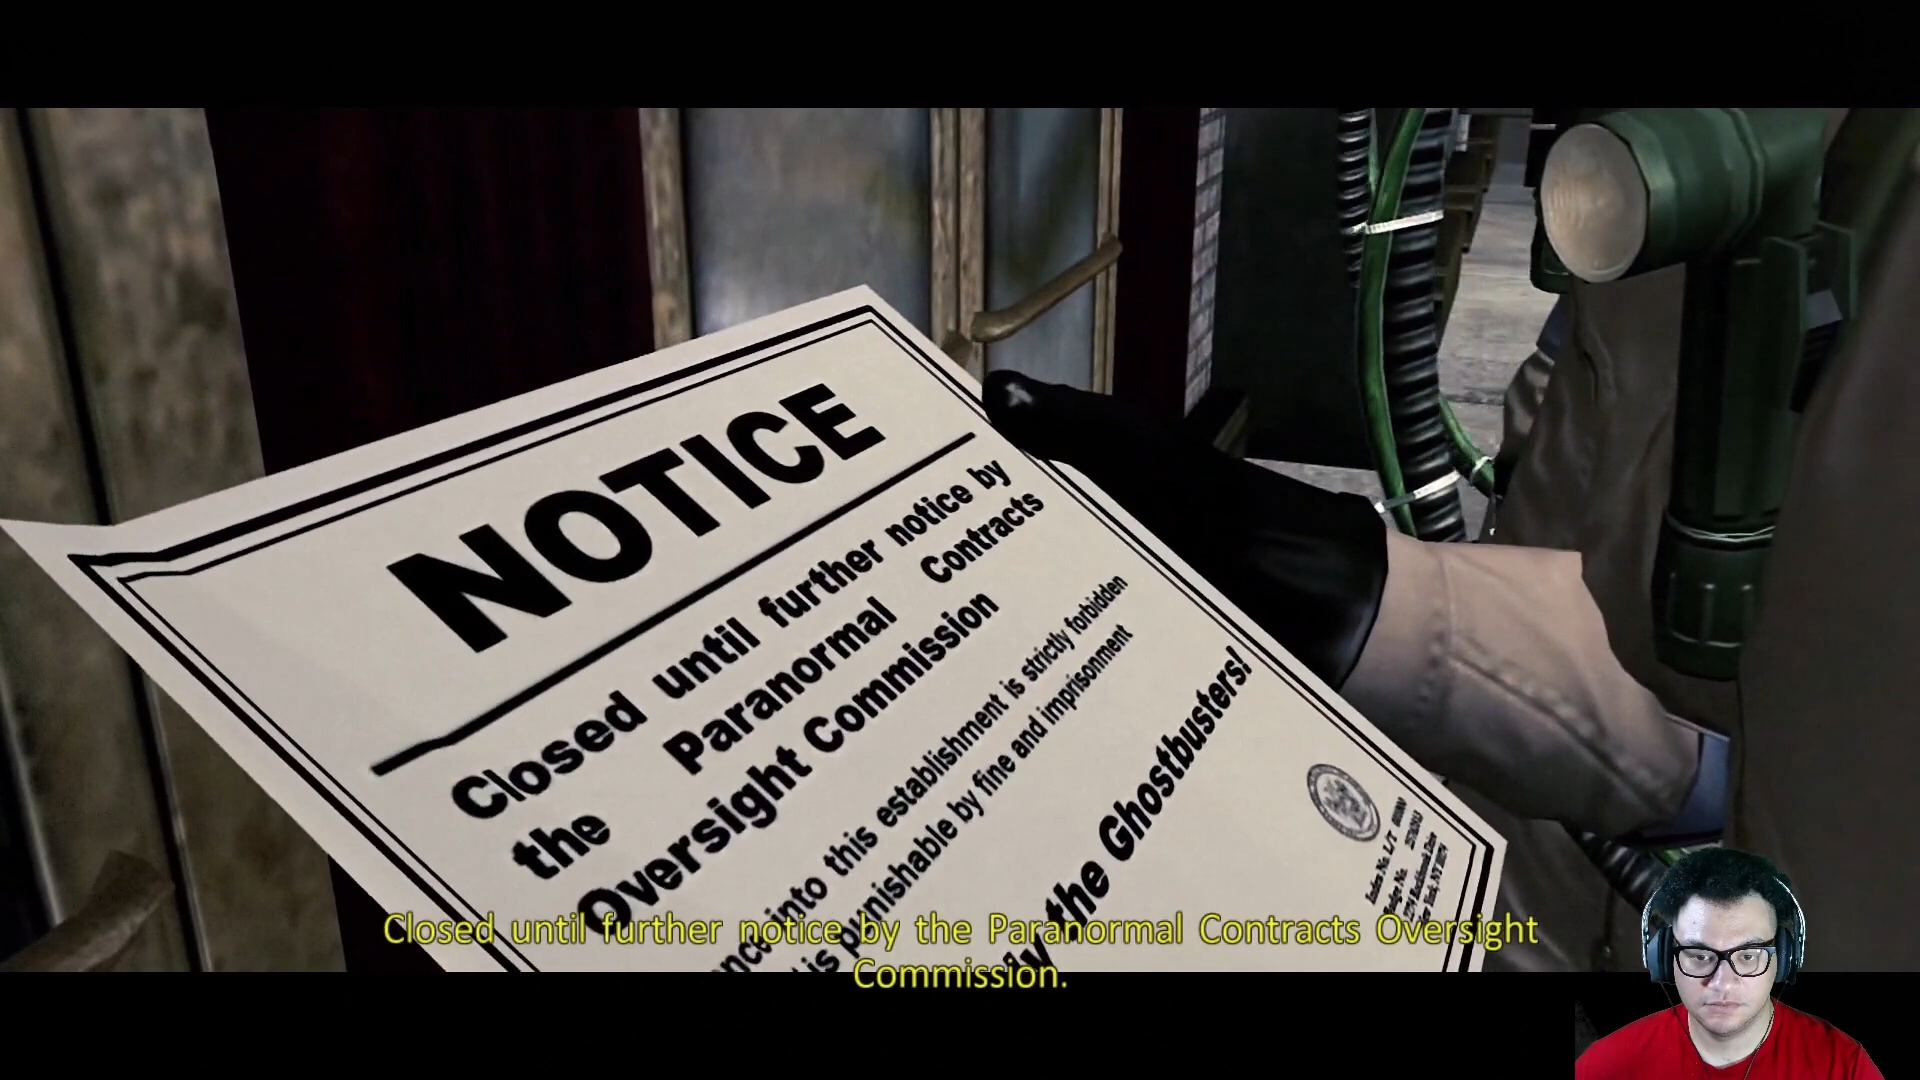 NOTICE
Closed until further notice by
the Paranormal Contracts
Oversight Commission
into this establishment is strictly forbidden
is punishable by fine and imprisonment
the Ghostbusters!
Closed until further notice by the Paranormal Contracts Oversight
Commission.